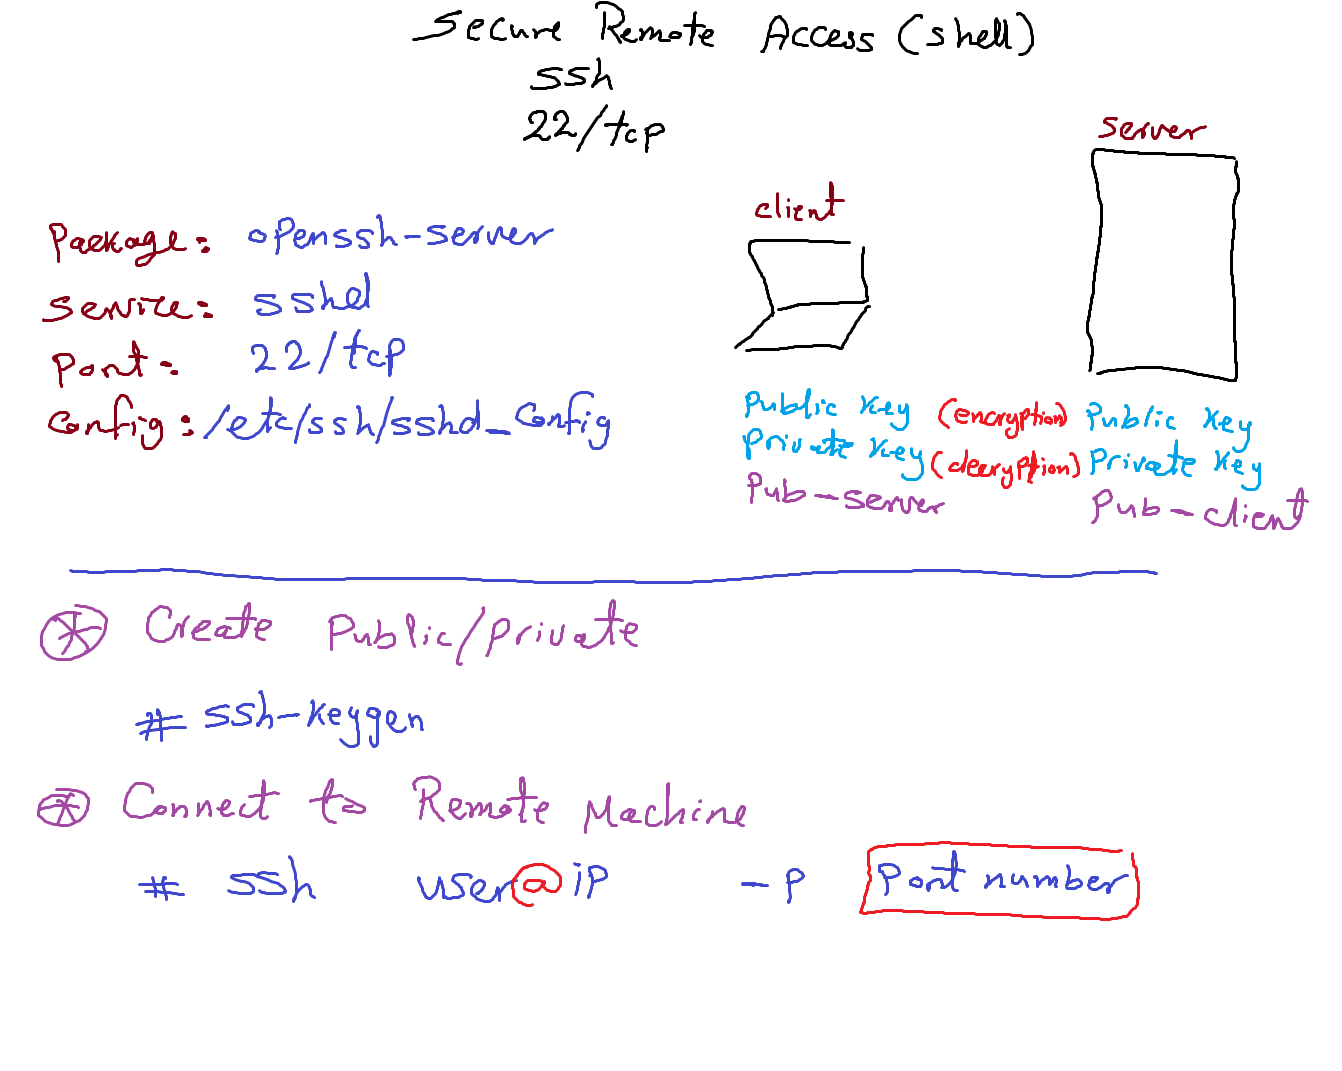 Secure Remote Access (shell)
ssh
22/tcp
server
client
Package: openssh-server
Service: sshd
Port: 22/tcp
Config: /etc/ssh/sshd_Config
Public Key (encryption) Public Key
Private Key (decryption) Private Key
Pub-server Pub-client
Create Public/private
# ssh-keygen
Connect to Remote Machine
# ssh user@ip -p Port number